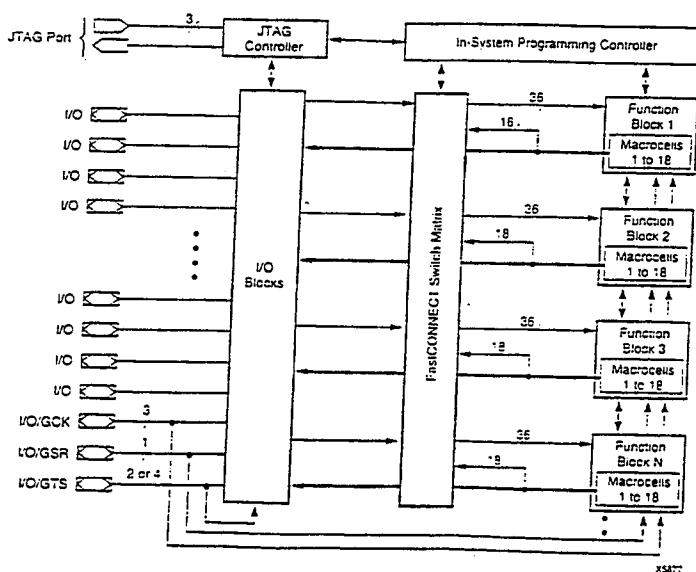 3
JTAG Port
JTAG
Controller
In-System Programming Controller
I/O
I/O
I/O
I/O
I/O
I/O
I/O
I/O
I/O/GCK
3
I/O/GSR
1
I/O/GTS
2 or 4
I/O
Blocks
FastCONNECT Switch Matrix
36
18
Function
Block 1
Macrocells
1 to 18
36
18
Function
Block 2
Macrocells
1 to 18
36
18
Function
Block 3
Macrocells
1 to 18
36
18
Function
Block N
Macrocells
1 to 18